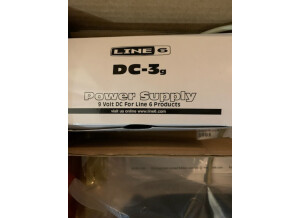 LINE 6
DC-3g
Power Supply
9 Volt DC For Line 6 Products
visit us online www.line6.com